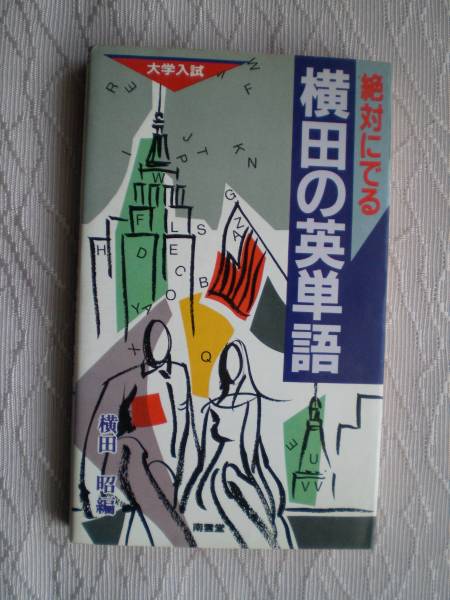 大学入試
絶対にでる
横田の英単語
横田 昭編
南雲堂